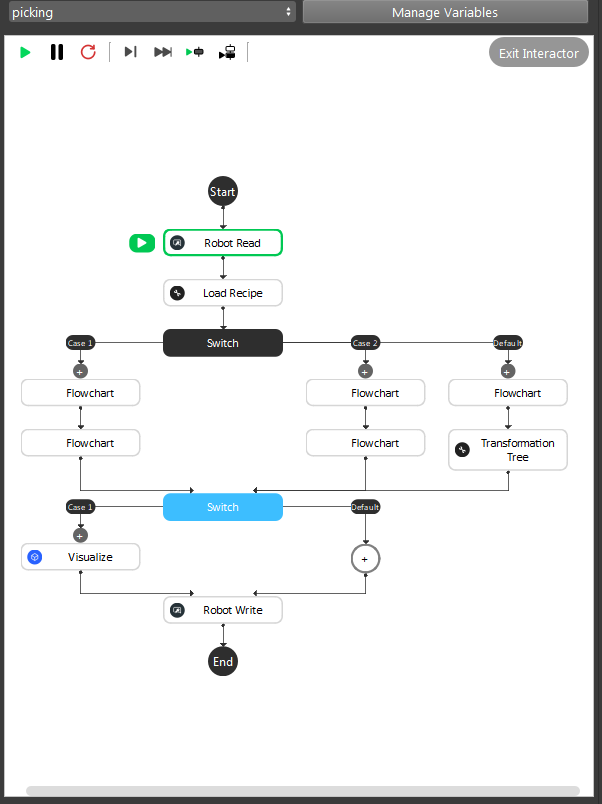 picking
Manage Variables
Exit Interactor
Start
Robot Read
Load Recipe
Case 1
Switch
Case 2
Default
+
+
+
Flowchart
Flowchart
Flowchart
Flowchart
Flowchart
Transformation
Tree
Case 1
Switch
Default
+
+
Visualize
Robot Write
End